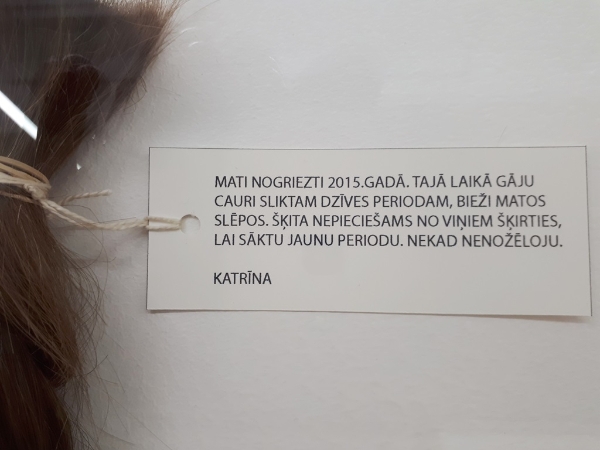 MATI NOGRIEZTI 2015.GADĀ. TAJĀ LAIKĀ GĀJU
CAURI SLIKTAM DZĪVES PERIODAM, BIEŽI MATOS
SLĒPOS. ŠĶITA NEPIECIEŠAMS NO VIŅIEM ŠĶIRTIES,
LAI SĀKTU JAUNU PERIODU. NEKAD NENOŽĒLOJU.
KATRĪNA